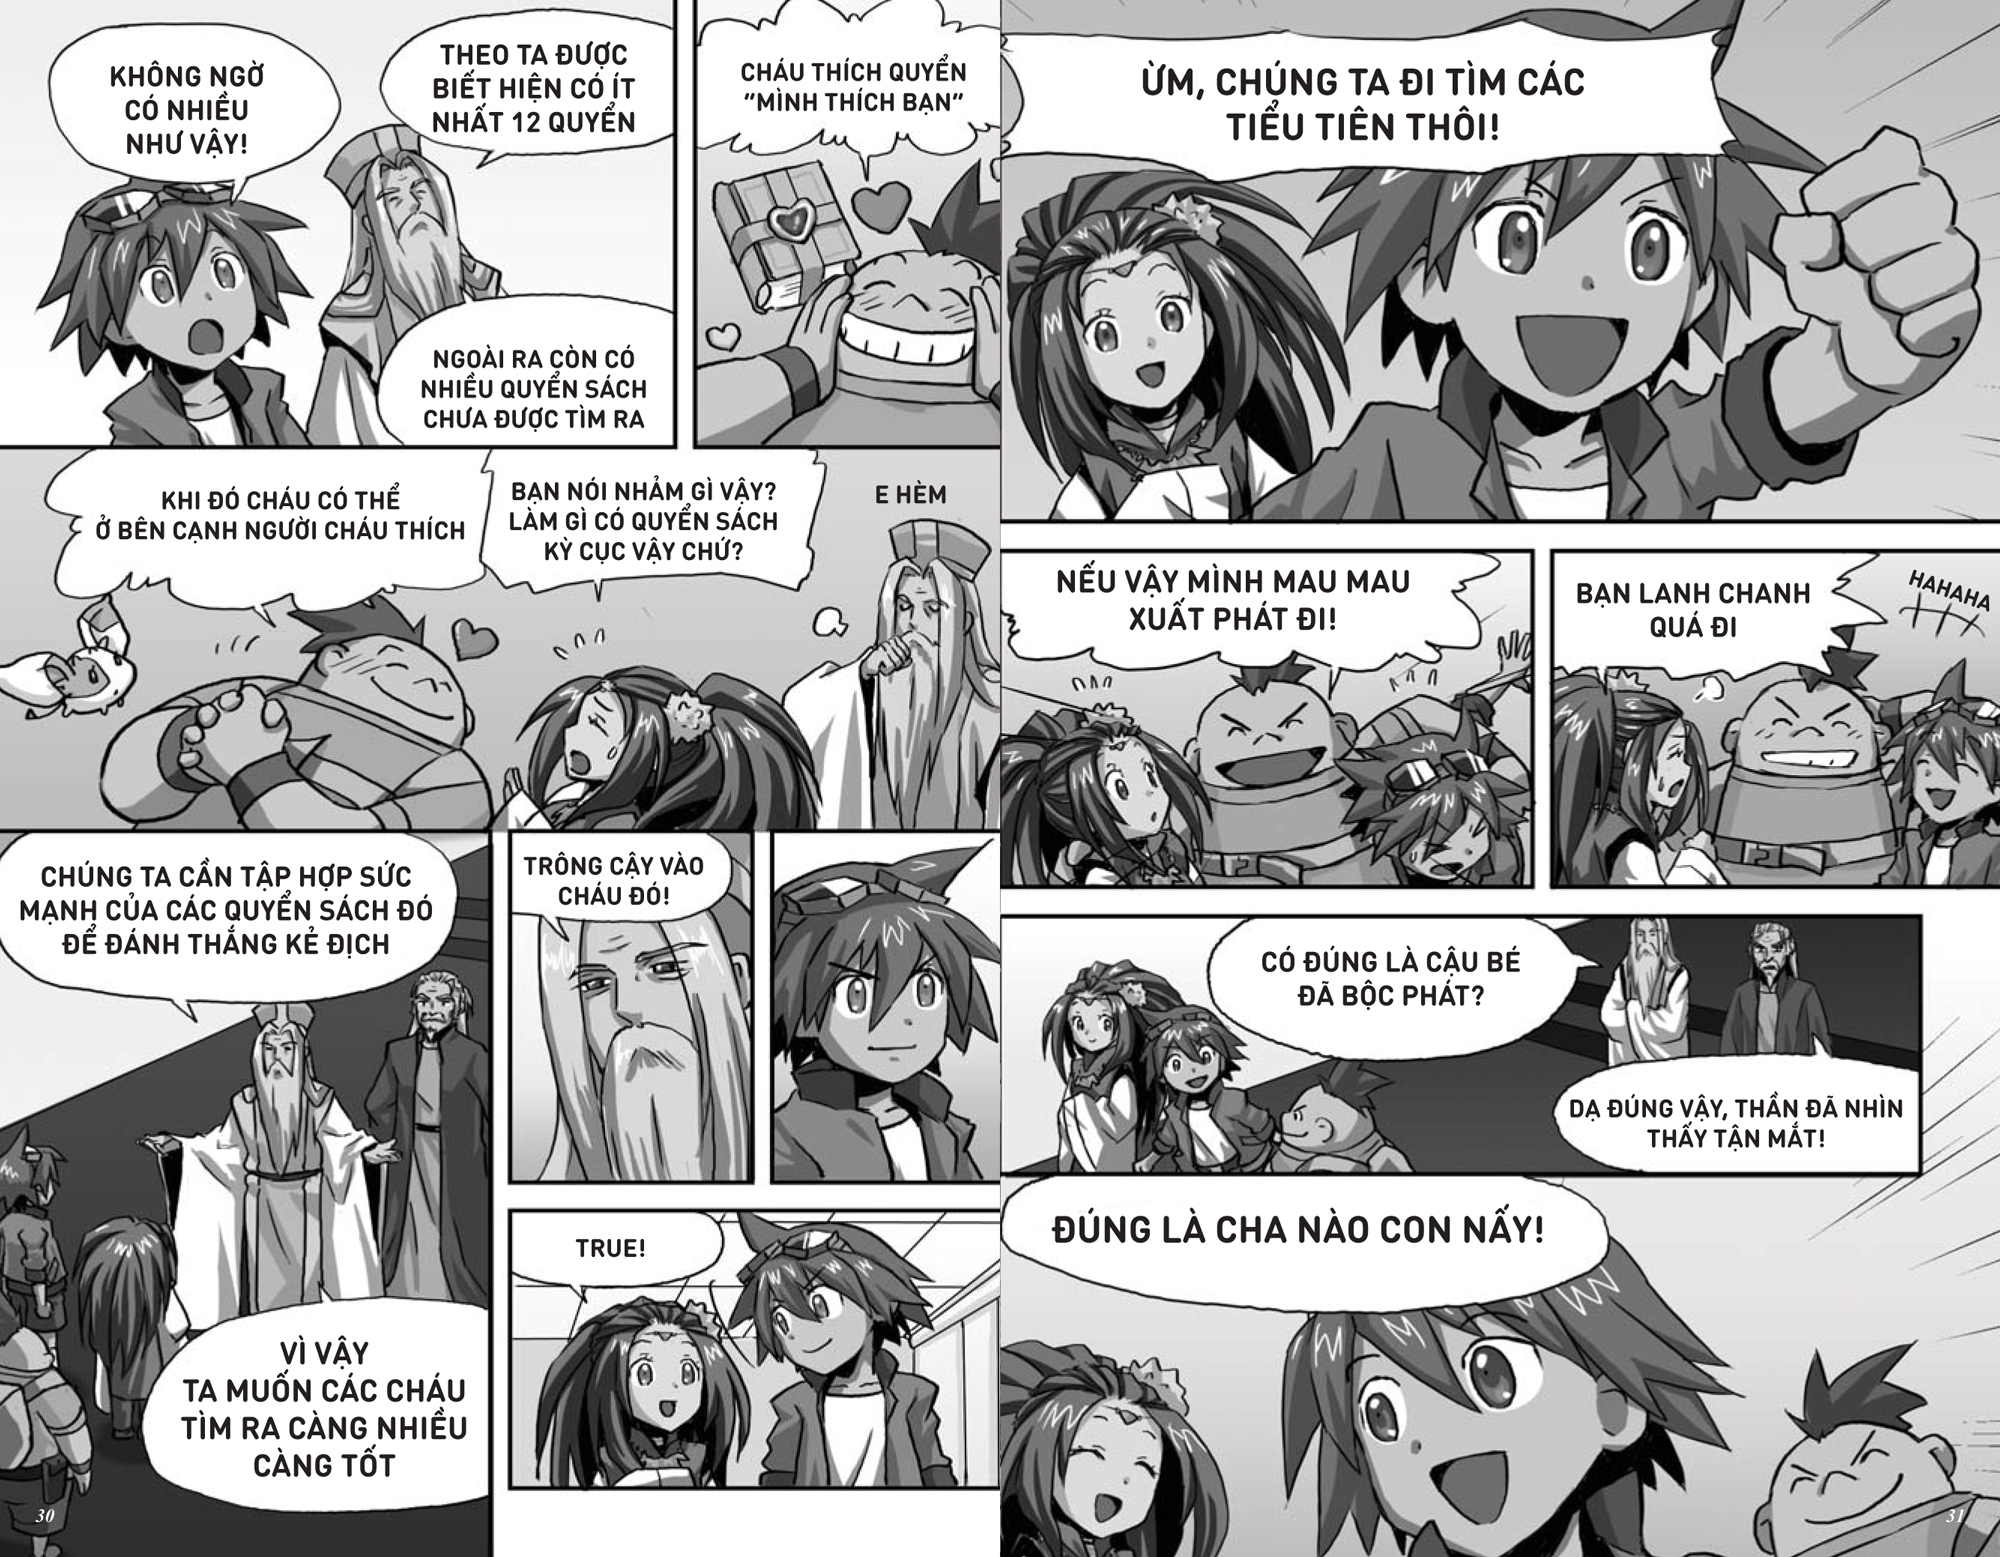 KHÔNG NGỜ
CÓ NHIỀU
NHƯ VẬY!
THEO TA ĐƯỢC
BIẾT HIỆN CÓ ÍT
NHẤT 12 QUYỂN
NGOÀI RA CÒN CÓ
NHIỀU QUYỂN SÁCH
CHƯA ĐƯỢC TÌM RA
CHÁU THÍCH QUYỂN
"MÌNH THÍCH BẠN"
KHI ĐÓ CHÁU CÓ THỂ
Ở BÊN CẠNH NGƯỜI CHÁU THÍCH
BẠN NÓI NHẢM GÌ VẬY?
LÀM GÌ CÓ QUYỂN SÁCH
KỲ CỤC VẬY CHỨ?
E HÈM
CHÚNG TA CẦN TẬP HỢP SỨC
MẠNH CỦA CÁC QUYỂN SÁCH ĐÓ
ĐỂ ĐÁNH THẮNG KẺ ĐỊCH
VÌ VẬY
TA MUỐN CÁC CHÁU
TÌM RA CÀNG NHIỀU
CÀNG TỐT
TRÔNG CẬY VÀO
CHÁU ĐÓ!
TRUE!
30
ỪM, CHÚNG TA ĐI TÌM CÁC
TIỂU TIÊN THÔI!
NẾU VẬY MÌNH MAU MAU
XUẤT PHÁT ĐI!
BẠN LANH CHANH
QUÁ ĐI
HAHAHA
CÓ ĐÚNG LÀ CẬU BÉ
ĐÃ BỘC PHÁT?
DẠ ĐÚNG VẬY, THẦN ĐÃ NHÌN
THẤY TẬN MẮT!
ĐÚNG LÀ CHA NÀO CON NẤY!
31